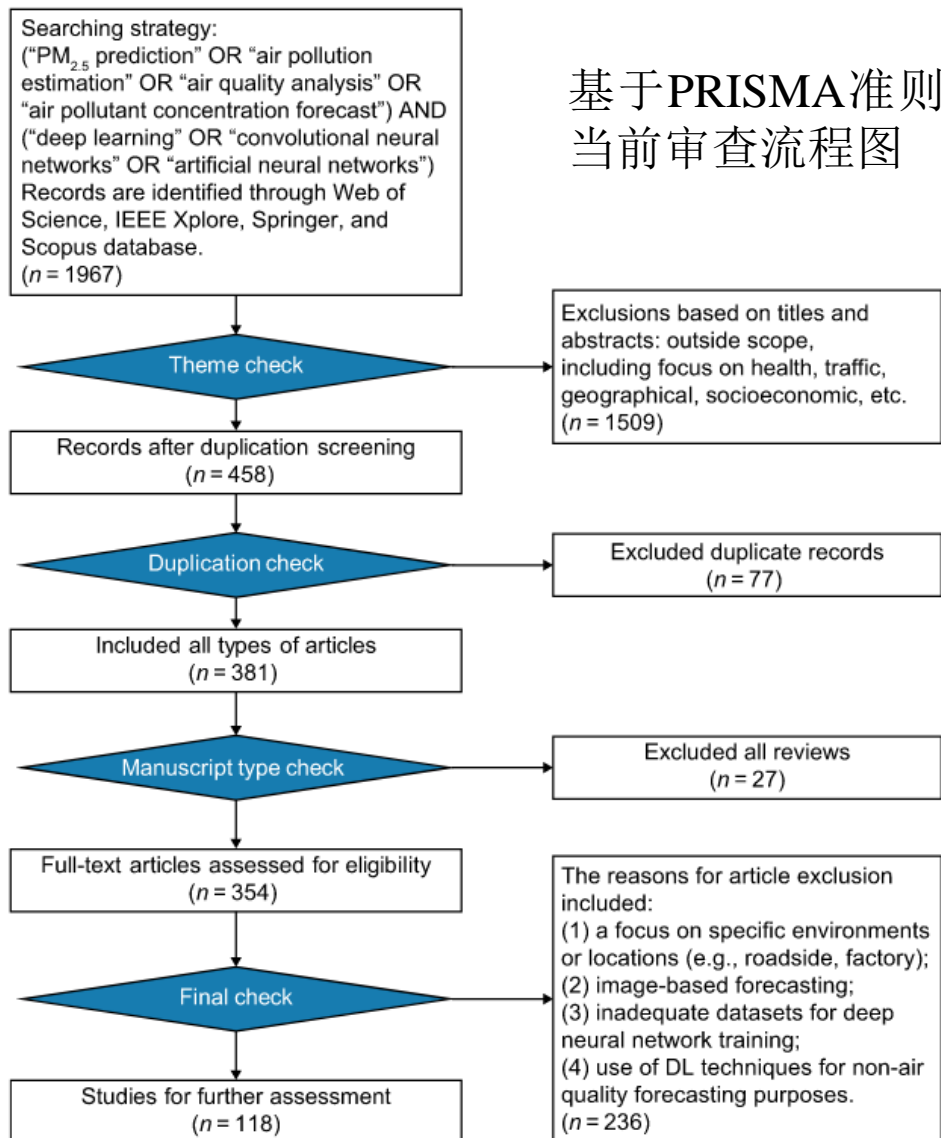 Searching strategy:
(“PM2.5 prediction” OR “air pollution
estimation” OR “air quality analysis” OR
“air pollutant concentration forecast”) AND
(“deep learning” OR “convolutional neural
networks” OR “artificial neural networks”)
Records are identified through Web of
Science, IEEE Xplore, Springer, and
Scopus database.
(n = 1967)
基于PRISMA准则
当前审查流程图
Theme check
Exclusions based on titles and
abstracts: outside scope,
including focus on health, traffic,
geographical, socioeconomic, etc.
(n = 1509)
Records after duplication screening
(n = 458)
Duplication check
Excluded duplicate records
(n = 77)
Included all types of articles
(n = 381)
Manuscript type check
Excluded all reviews
(n = 27)
Full-text articles assessed for eligibility
(n = 354)
Final check
The reasons for article exclusion
included:
(1) a focus on specific environments
or locations (e.g., roadside, factory);
(2) image-based forecasting;
(3) inadequate datasets for deep
neural network training;
(4) use of DL techniques for non-air
quality forecasting purposes.
(n = 236)
Studies for further assessment
(n = 118)